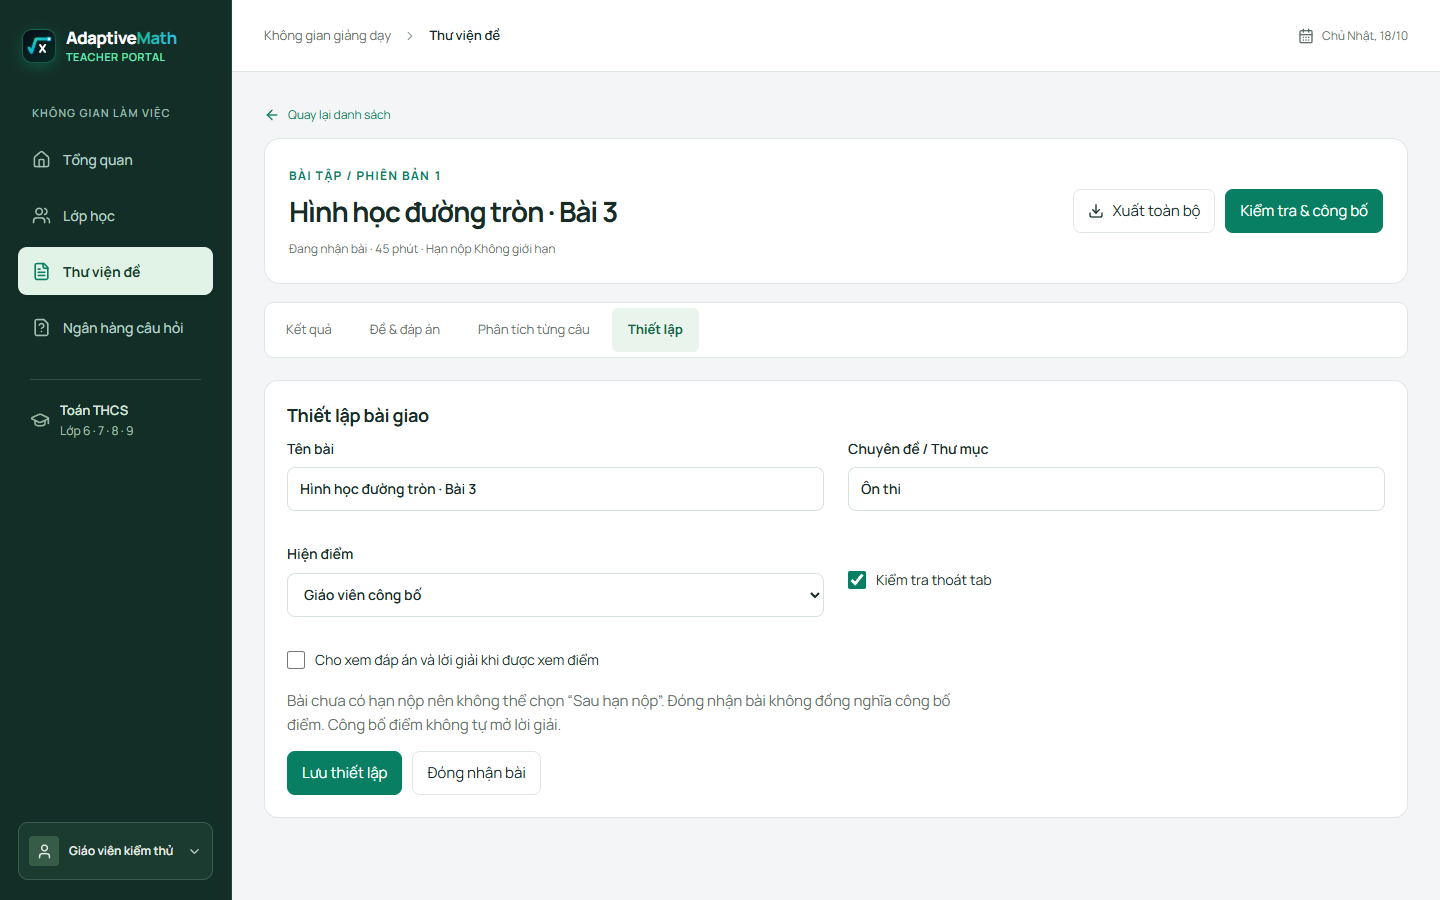 AdaptiveMath
TEACHER PORTAL
KHÔNG GIAN LÀM VIỆC
Tổng quan
Lớp học
Thư viện đề
Ngân hàng câu hỏi
Toán THCS
Lớp 6 · 7 · 8 · 9
Giáo viên kiểm thử
Không gian giảng dạy
Thư viện đề
Chủ Nhật, 18/10
Quay lại danh sách
BÀI TẬP / PHIÊN BẢN 1
Hình học đường tròn · Bài 3
Đang nhận bài · 45 phút · Hạn nộp Không giới hạn
Xuất toàn bộ
Kiểm tra & công bố
Kết quả
Đề & đáp án
Phân tích từng câu
Thiết lập
Thiết lập bài giao
Tên bài
Hình học đường tròn · Bài 3
Chuyên đề / Thư mục
Ôn thi
Hiện điểm
Giáo viên công bố
Kiểm tra thoát tab
Cho xem đáp án và lời giải khi được xem điểm
Bài chưa có hạn nộp nên không thể chọn “Sau hạn nộp”. Đóng nhận bài không đồng nghĩa công bố
điểm. Công bố điểm không tự mở lời giải.
Lưu thiết lập
Đóng nhận bài